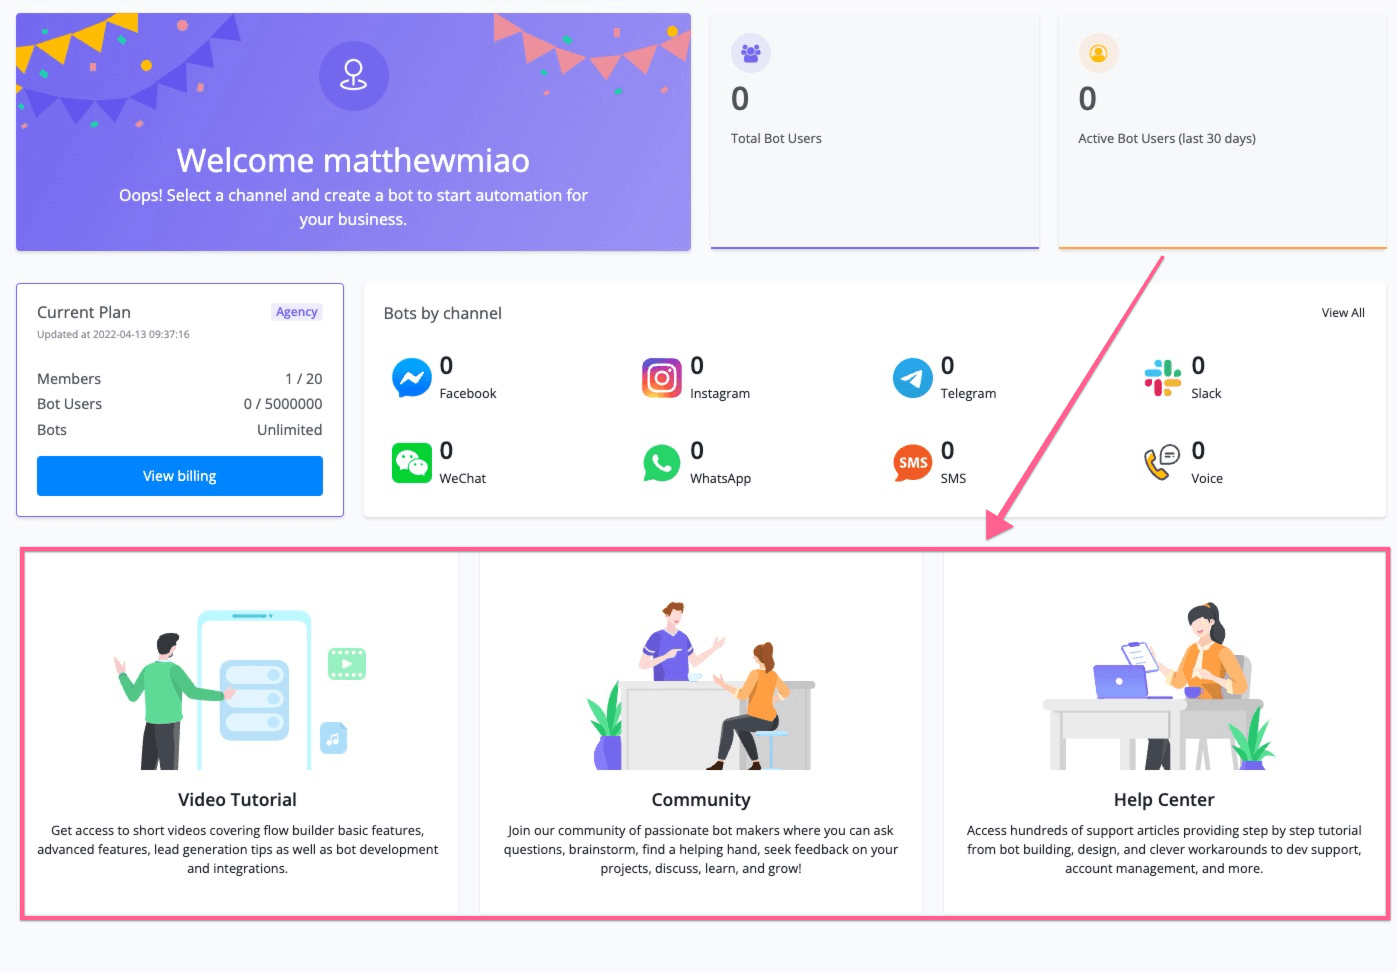 Welcome matthewmiao
Oops! Select a channel and create a bot to start automation for
your business.
0
Total Bot Users
0
Active Bot Users (last 30 days)
Current Plan
Agency
Updated at 2022-04-13 09:37:16
Members 1 / 20
Bot Users 0 / 5000000
Bots Unlimited
View billing
Bots by channel
View All
0
Facebook
0
Instagram
0
Telegram
0
Slack
0
WeChat
0
WhatsApp
SMS
0
SMS
0
Voice
Video Tutorial
Get access to short videos covering flow builder basic features,
advanced features, lead generation tips as well as bot development
and integrations.
Community
Join our community of passionate bot makers where you can ask
questions, brainstorm, find a helping hand, seek feedback on your
projects, discuss, learn, and grow!
Help Center
Access hundreds of support articles providing step by step tutorial
from bot building, design, and clever workarounds to dev support,
account management, and more.